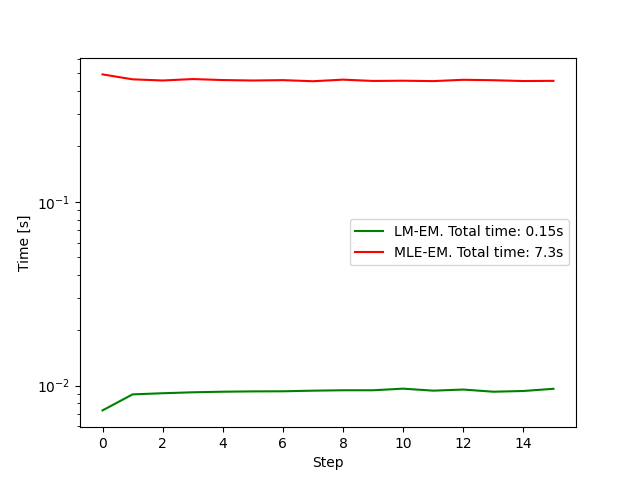 Time [s]
10⁻¹
10⁻²
LM-EM. Total time: 0.15s
MLE-EM. Total time: 7.3s
0 2 4 6 8 10 12 14
Step